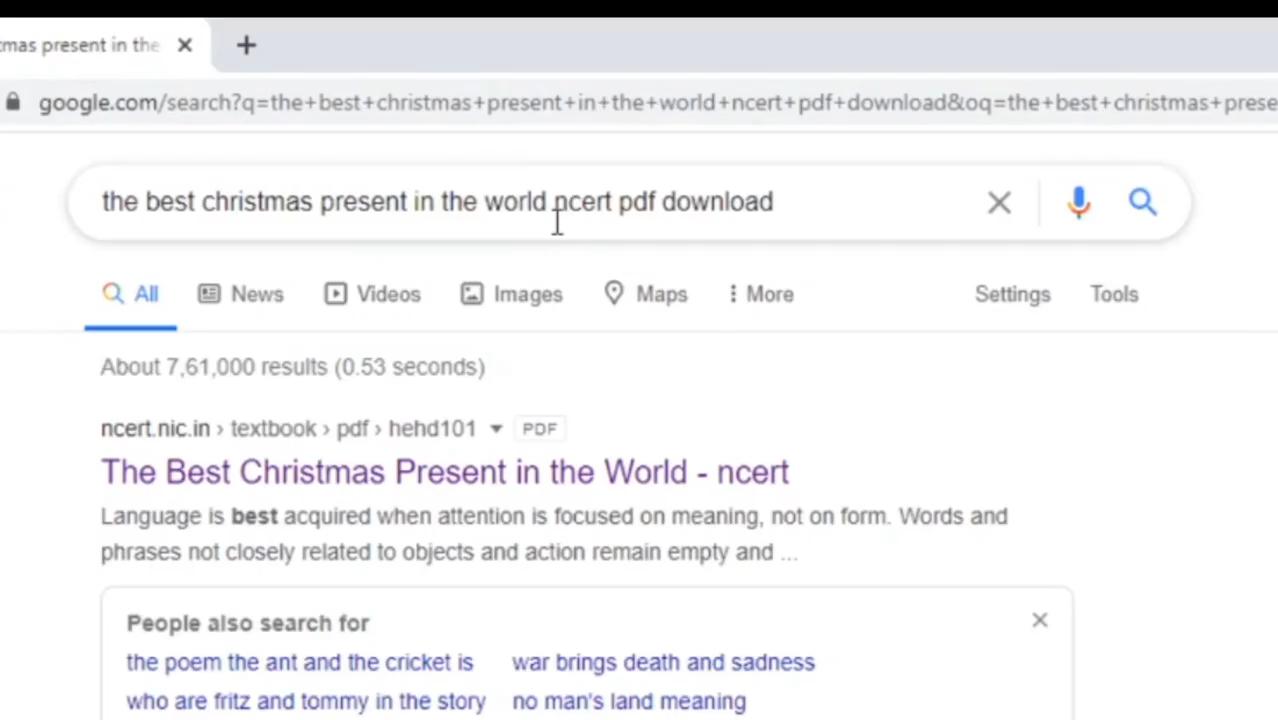 tmas present in the
google.com/search?q=the+best+christmas+present+in+the+world+ncert+pdf+download&oq=the+best+christmas+prese
the best christmas present in the world ncert pdf download
All News Videos Images Maps More Settings Tools
About 7,61,000 results (0.53 seconds)
ncert.nic.in › textbook › pdf › hehd101 PDF
The Best Christmas Present in the World - ncert
Language is best acquired when attention is focused on meaning, not on form. Words and
phrases not closely related to objects and action remain empty and ...
People also search for
the poem the ant and the cricket is war brings death and sadness
who are fritz and tommy in the story no man's land meaning